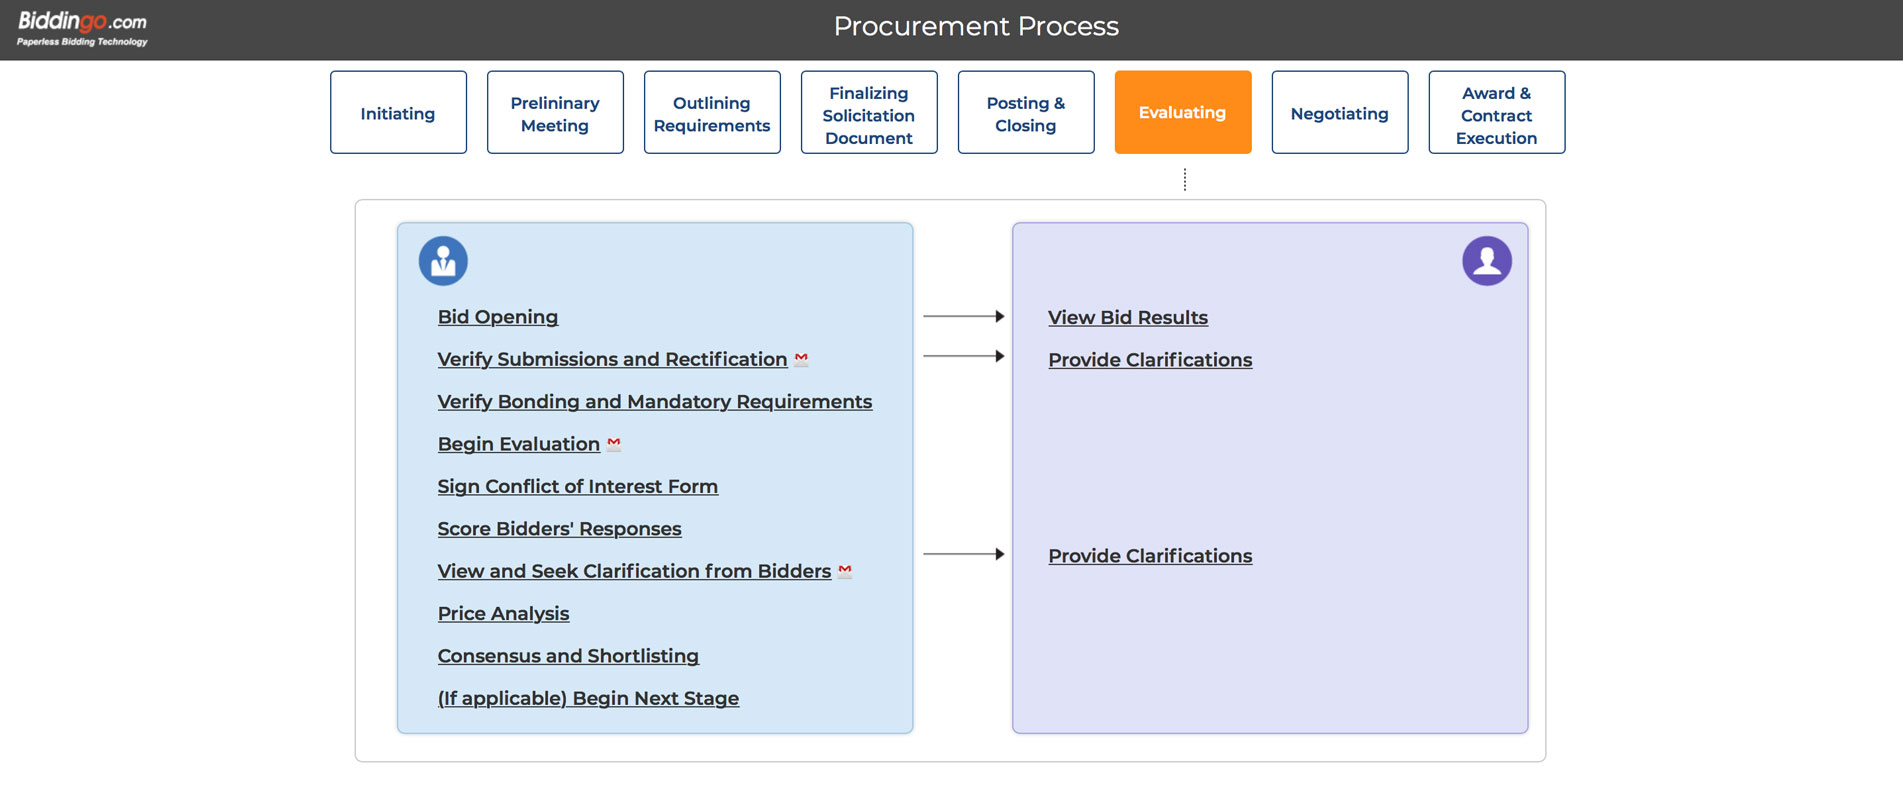 Biddingo.com
Paperless Bidding Technology
Procurement Process
Initiating
Prelininary
Meeting
Outlining
Requirements
Finalizing
Solicitation
Document
Posting &
Closing
Evaluating
Negotiating
Award &
Contract
Execution
Bid Opening
View Bid Results
Verify Submissions and Rectification
Provide Clarifications
Verify Bonding and Mandatory Requirements
Begin Evaluation
Sign Conflict of Interest Form
Score Bidders' Responses
View and Seek Clarification from Bidders
Provide Clarifications
Price Analysis
Consensus and Shortlisting
(If applicable) Begin Next Stage